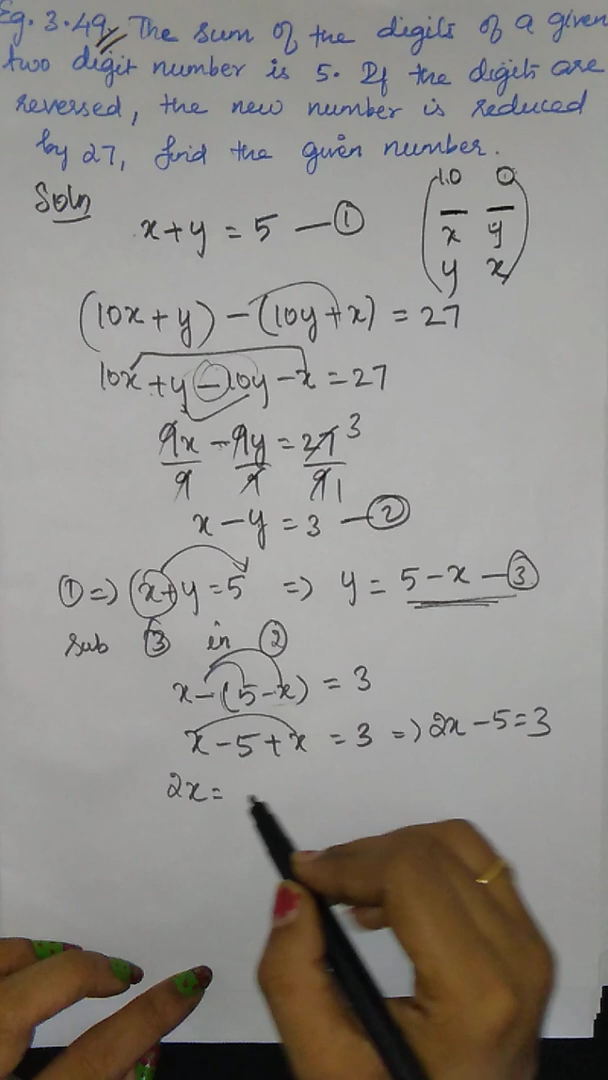 Eg. 3.49 The sum of the digits of a given
two digit number is 5. If the digits are
reversed, the new number is reduced
by 27, find the given number.
Soln
x + y = 5 — ①
10 0
x y
y x
(10x + y) - (10y + x) = 27
10x + y - 10y - x = 27
9x/9 - 9y/9 = 27 3/9 1
x - y = 3 — ②
① => x + y = 5 => y = 5 - x — ③
sub ③ in ②
x - (5 - x) = 3
x - 5 + x = 3 => 2x - 5 = 3
2x =